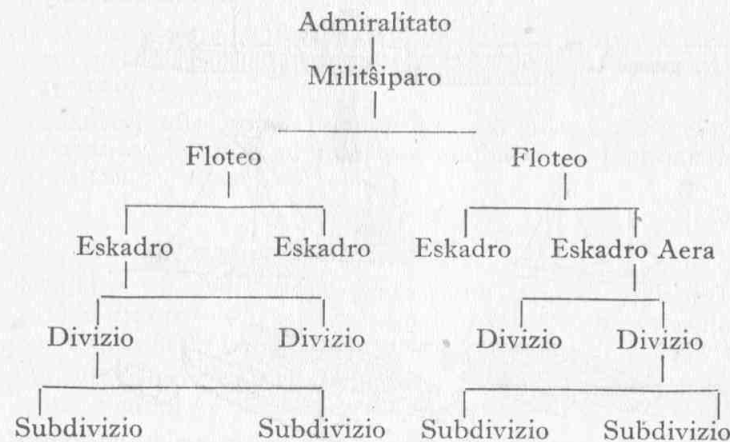 Admiralitato
Militŝiparo
Floteo Floteo
Eskadro Eskadro Eskadro Eskadro Aera
Divizio Divizio Divizio Divizio
Subdivizio Subdivizio Subdivizio Subdivizio